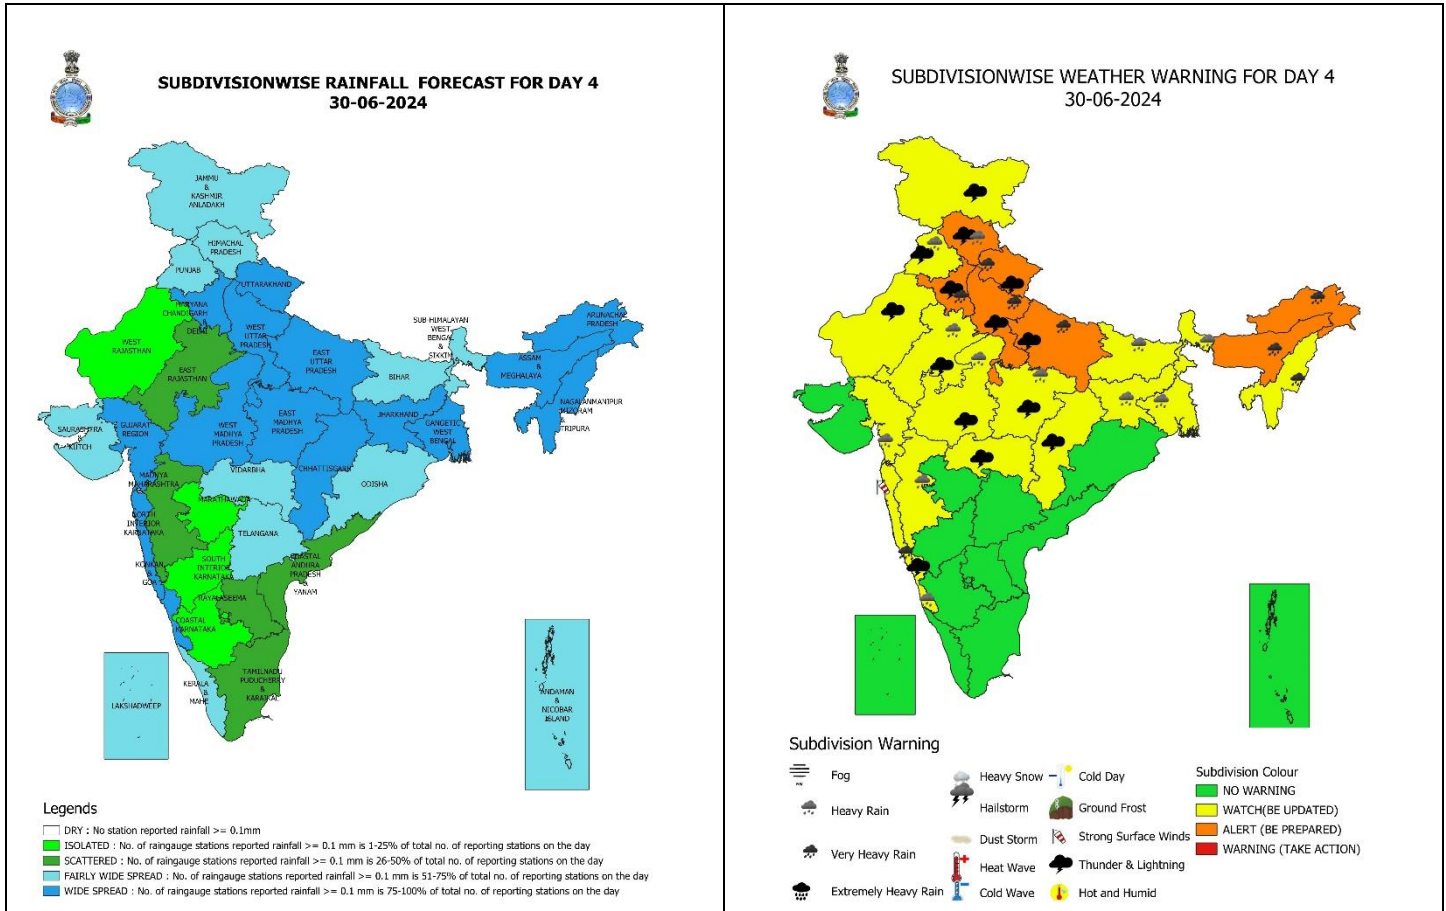 SUBDIVISIONWISE RAINFALL FORECAST FOR DAY 4
30-06-2024
JAMMU
&
KASHMIR
ANLADAKH
HIMACHAL
PRADESH
PUNJAB
UTTARAKHAND
HARYANA
CHANDIGARH
&
DELHI
WEST
UTTAR
PRADESH
SUB-HIMALAYAN
WEST
BENGAL
&
SIKKIM
ARUNACHAL
PRADESH
WEST
RAJASTHAN
EAST
UTTAR
PRADESH
ASSAM
&
MEGHALAYA
EAST
RAJASTHAN
BIHAR
NAGALANMANIPUR
MIZORAM
&
TRIPURA
SAURASHTRA
&
KUTCH
GUJARAT
REGION
WEST
MADHYA
PRADESH
EAST
MADHYA
PRADESH
JHARKHAND
GANGETIC
WEST
BENGAL
VIDARBHA
CHHATTISGARH
ODISHA
MADHYA
MAHARASHTRA
MARATHAWADA
NORTH
INTERIOR
KARNATAKA
TELANGANA
KONKAN
&
GOA
SOUTH
INTERIOR
KARNATAKA
COASTAL
ANDHRA
PRADESH
&
YANAM
RAYALASEEMA
COASTAL
KARNATAKA
KERALA
&
MAHE
TAMILNADU
PUDUCHERRY
&
KARAIKAL
LAKSHADWEEP
ANDAMAN
&
NICOBAR
ISLAND
Legends
DRY : No station reported rainfall >= 0.1mm
ISOLATED : No. of raingauge stations reported rainfall >= 0.1 mm is 1-25% of total no. of reporting stations on the day
SCATTERED : No. of raingauge stations reported rainfall >= 0.1 mm is 26-50% of total no. of reporting stations on the day
FAIRLY WIDE SPREAD : No. of raingauge stations reported rainfall >= 0.1 mm is 51-75% of total no. of reporting stations on the day
WIDE SPREAD : No. of raingauge stations reported rainfall >= 0.1 mm is 75-100% of total no. of reporting stations on the day
SUBDIVISIONWISE WEATHER WARNING FOR DAY 4
30-06-2024
Subdivision Warning
Fog
Heavy Rain
Very Heavy Rain
Extremely Heavy Rain
Heavy Snow
Hailstorm
Dust Storm
Heat Wave
Cold Wave
Cold Day
Ground Frost
Strong Surface Winds
Thunder & Lightning
Hot and Humid
Subdivision Colour
NO WARNING
WATCH(BE UPDATED)
ALERT (BE PREPARED)
WARNING (TAKE ACTION)